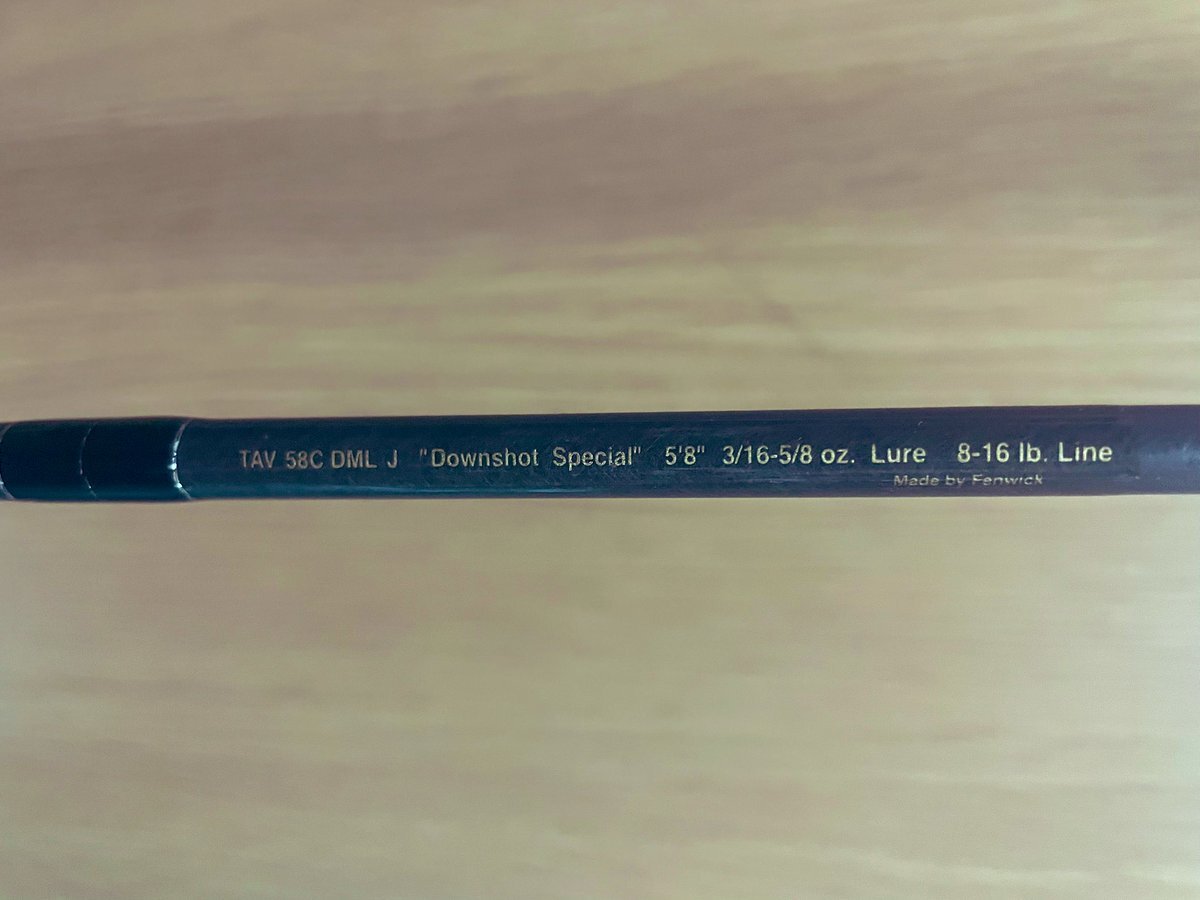 TAV 58C DML J "Downshot Special" 5'8" 3/16-5/8 oz. Lure 8-16 lb. Line
Made by Fenwick